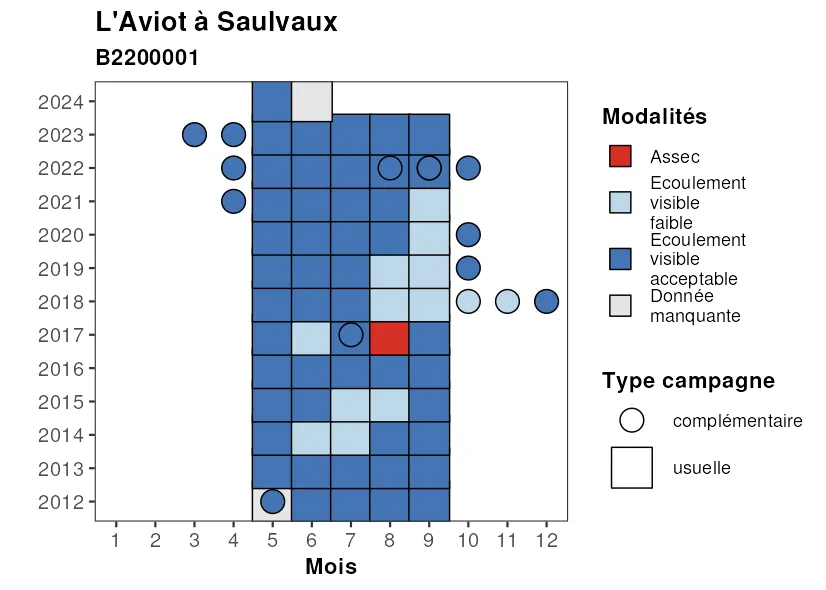 L'Aviot à Saulvaux
B2200001
2024
2023
2022
2021
2020
2019
2018
2017
2016
2015
2014
2013
2012
1 2 3 4 5 6 7 8 9 10 11 12
Mois
Modalités
Assec
Ecoulement
visible
faible
Ecoulement
visible
acceptable
Donnée
manquante
Type campagne
complémentaire
usuelle